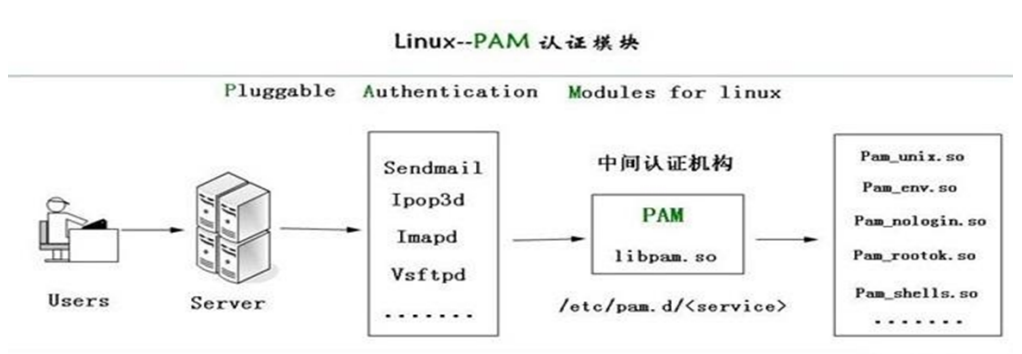 Linux--PAM 认证模块
Pluggable Authentication Modules for linux
Users
Server
Sendmail
Ipop3d
Imapd
Vsftpd
.......
中间认证机构
PAM
libpam.so
/etc/pam.d/<service>
Pam_unix.so
Pam_env.so
Pam_nologin.so
Pam_rootok.so
Pam_shells.so
.......